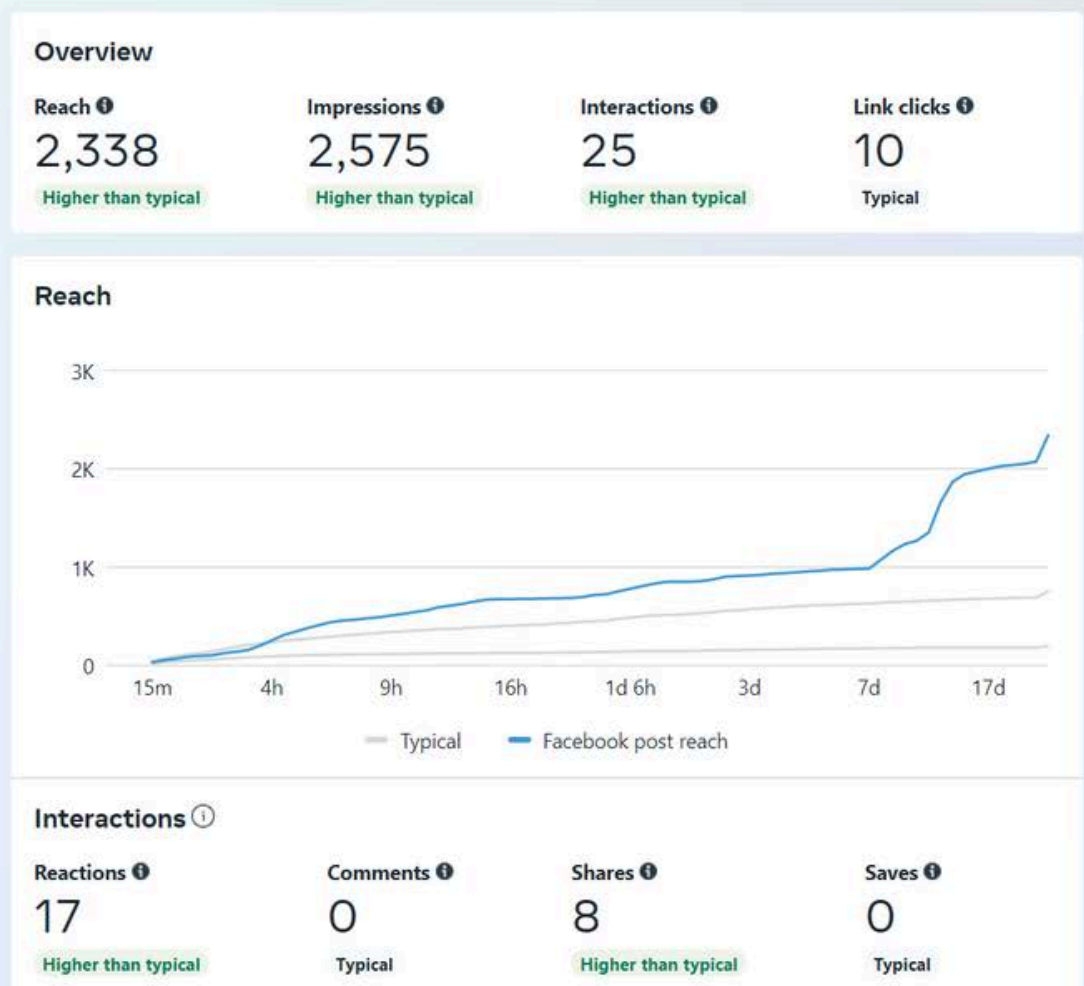 Overview
Reach Impressions Interactions Link clicks
2,338 2,575 25 10
Higher than typical Higher than typical Higher than typical Typical
Reach
3K
2K
1K
0
15m 4h 9h 16h 1d 6h 3d 7d 17d
Typical Facebook post reach
Interactions
Reactions Comments Shares Saves
17 0 8 0
Higher than typical Typical Higher than typical Typical